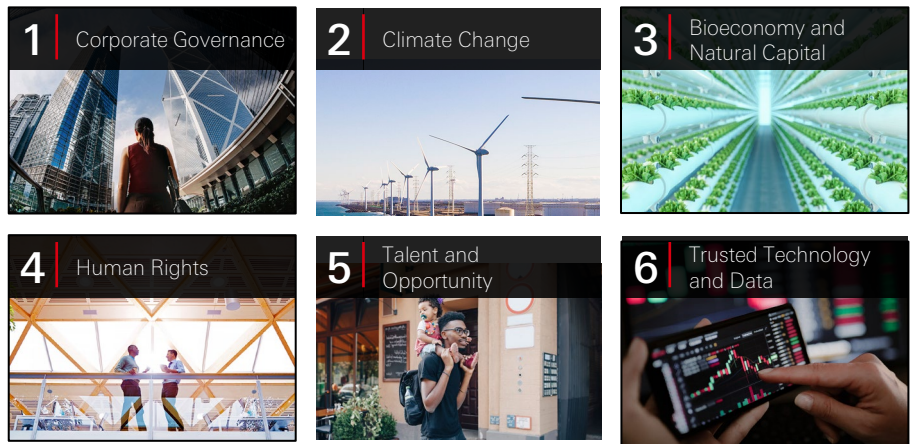 1 Corporate Governance
2 Climate Change
3 Bioeconomy and
Natural Capital
4 Human Rights
5 Talent and
Opportunity
6 Trusted Technology
and Data